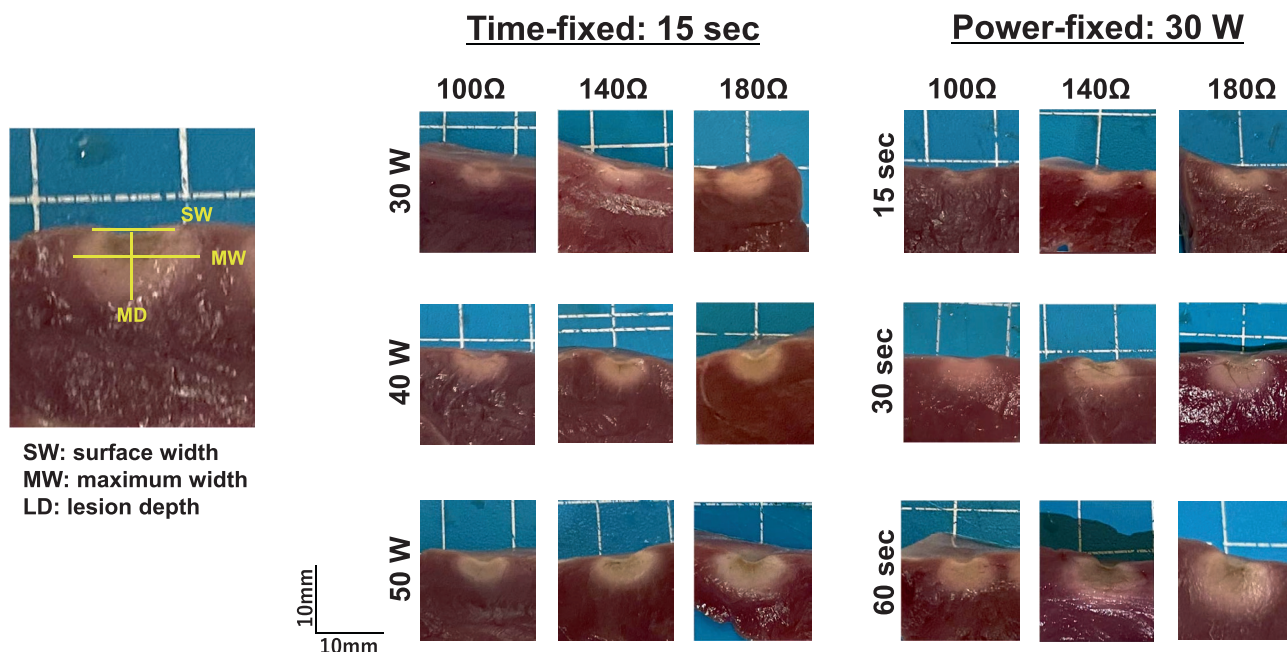 Time-fixed: 15 sec
Power-fixed: 30 W
100Ω 140Ω 180Ω
100Ω 140Ω 180Ω
SW
MW
MD
SW: surface width
MW: maximum width
LD: lesion depth
30 W
40 W
50 W
15 sec
30 sec
60 sec
10mm
10mm